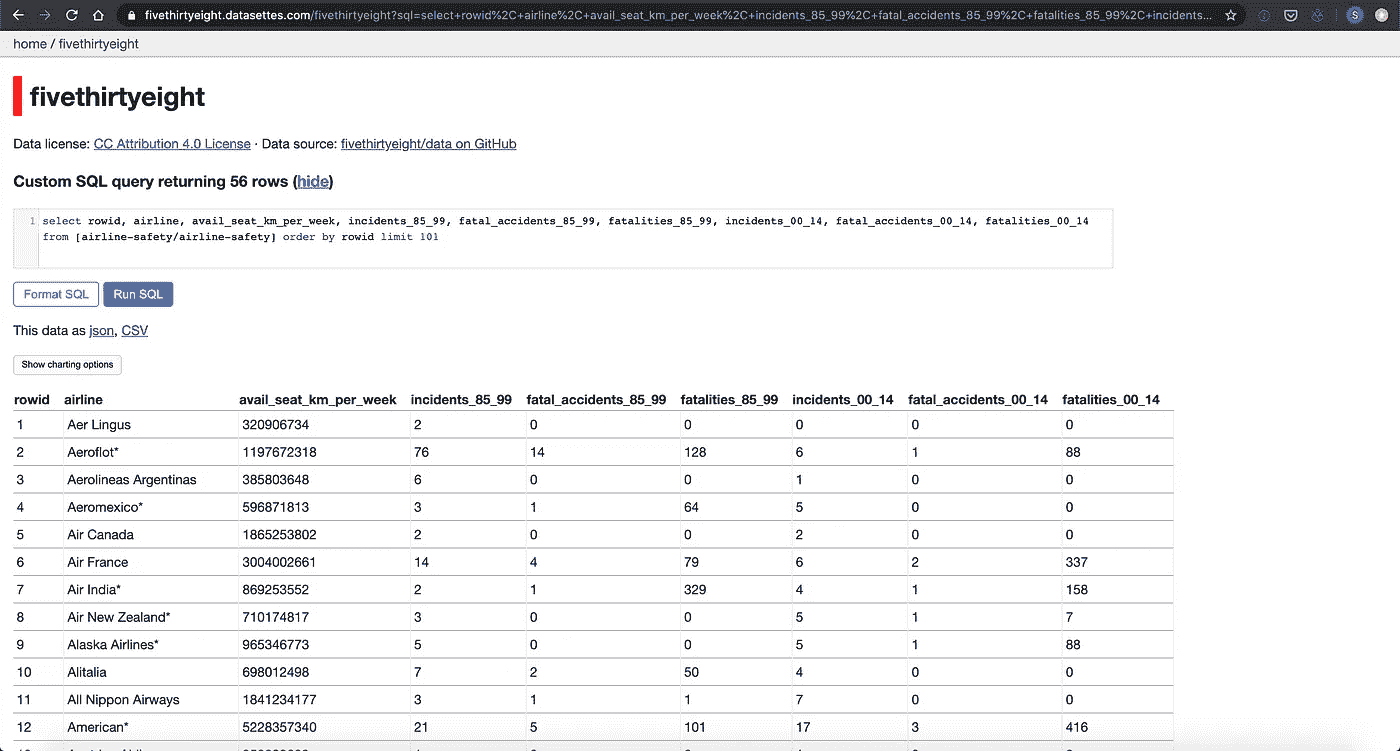 fivethirtyeight.datasettes.com/fivethirtyeight?sql=select+rowid%2C+airline%2C+avail_seat_km_per_week%2C+incidents_85_99%2C+fatal_accidents_85_99%2C+fatalities_85_99%2C+incidents...
S
home / fivethirtyeight
fivethirtyeight
Data license: CC Attribution 4.0 License · Data source: fivethirtyeight/data on GitHub
Custom SQL query returning 56 rows (hide)
1 select rowid, airline, avail_seat_km_per_week, incidents_85_99, fatal_accidents_85_99, fatalities_85_99, incidents_00_14, fatal_accidents_00_14, fatalities_00_14
from [airline-safety/airline-safety] order by rowid limit 101
Format SQL Run SQL
This data as json, CSV
Show charting options
rowid airline avail_seat_km_per_week incidents_85_99 fatal_accidents_85_99 fatalities_85_99 incidents_00_14 fatal_accidents_00_14 fatalities_00_14
1 Aer Lingus 320906734 2 0 0 0 0 0
2 Aeroflot* 1197672318 76 14 128 6 1 88
3 Aerolineas Argentinas 385803648 6 0 0 1 0 0
4 Aeromexico* 596871813 3 1 64 5 0 0
5 Air Canada 1865253802 2 0 0 2 0 0
6 Air France 3004002661 14 4 79 6 2 337
7 Air India* 869253552 2 1 329 4 1 158
8 Air New Zealand* 710174817 3 0 0 5 1 7
9 Alaska Airlines* 965346773 5 0 0 5 1 88
10 Alitalia 698012498 7 2 50 4 0 0
11 All Nippon Airways 1841234177 3 1 1 7 0 0
12 American* 5228357340 21 5 101 17 3 416